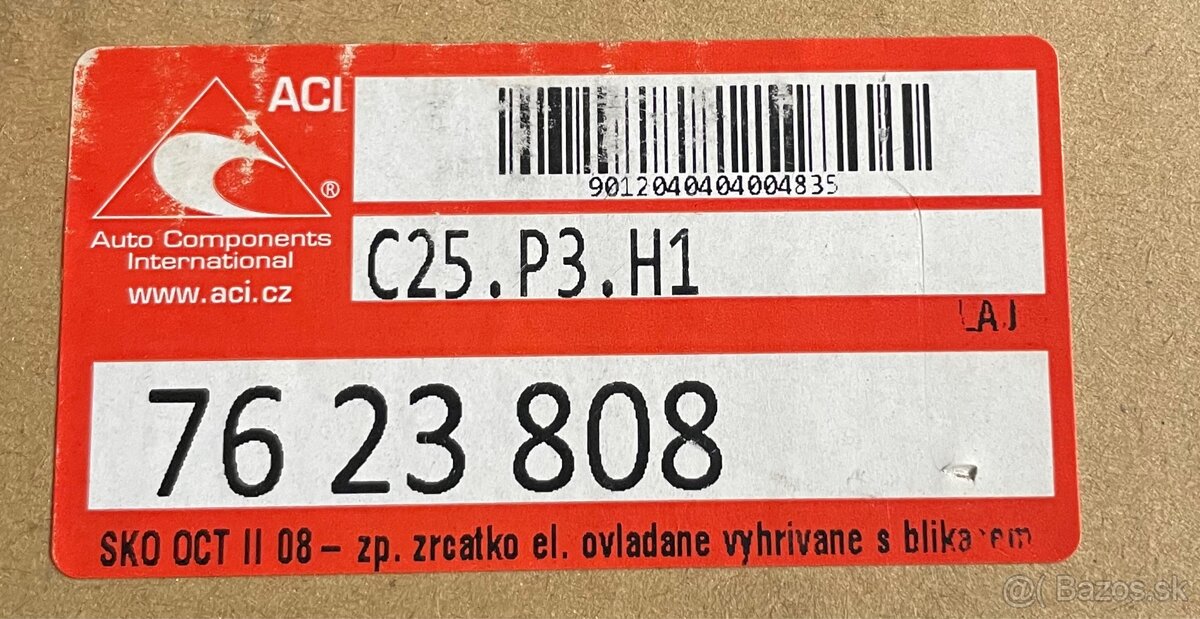 ACI
®
Auto Components
International
www.aci.cz
9012040404004835
C25.P3.H1
76 23 808
SKO OCT II 08 – zp. zrcatko el. ovladane vyhrivane s
Bazos.sk